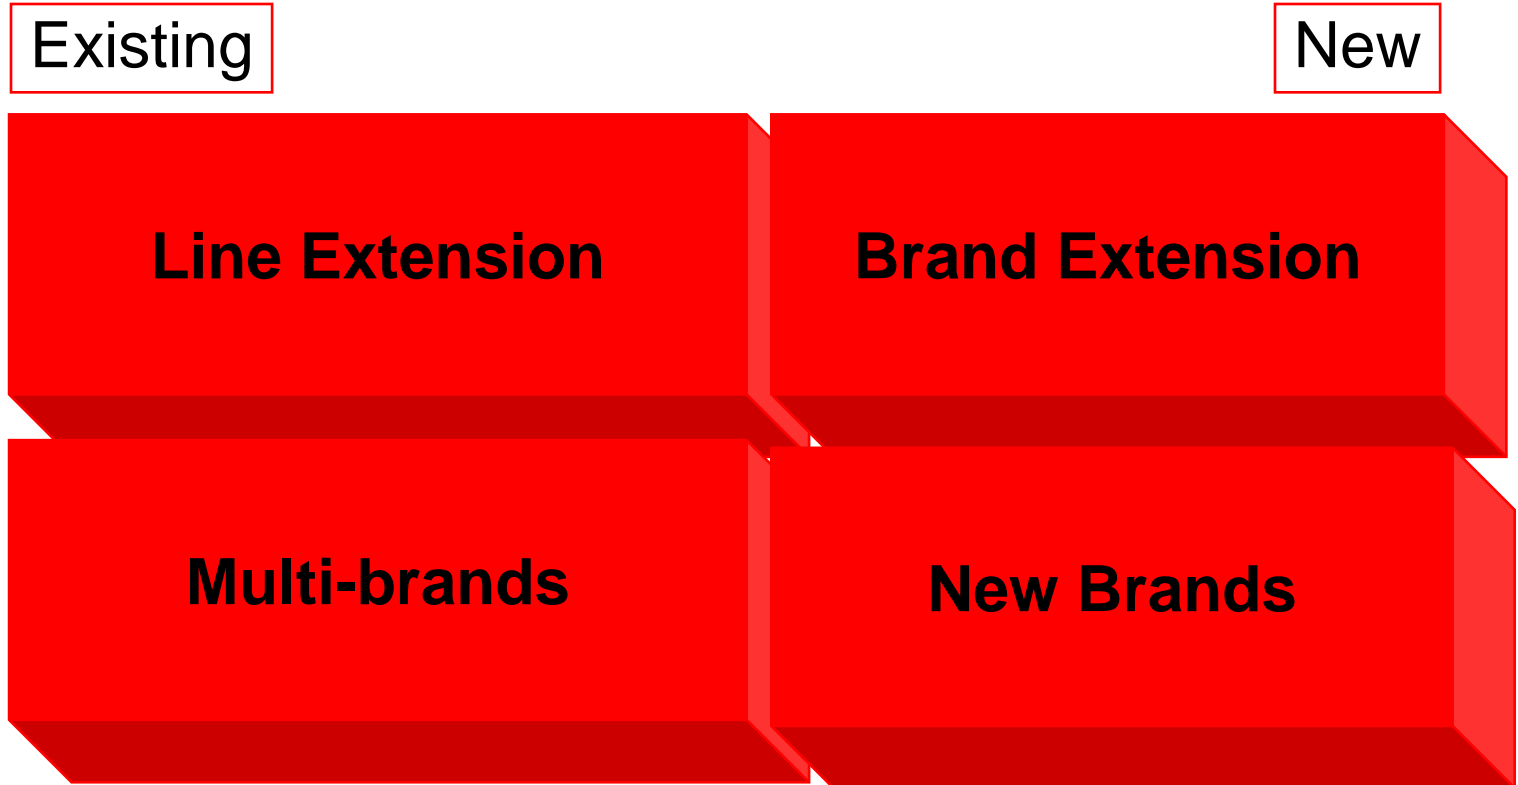 Existing
New
Line Extension
Brand Extension
Multi-brands
New Brands